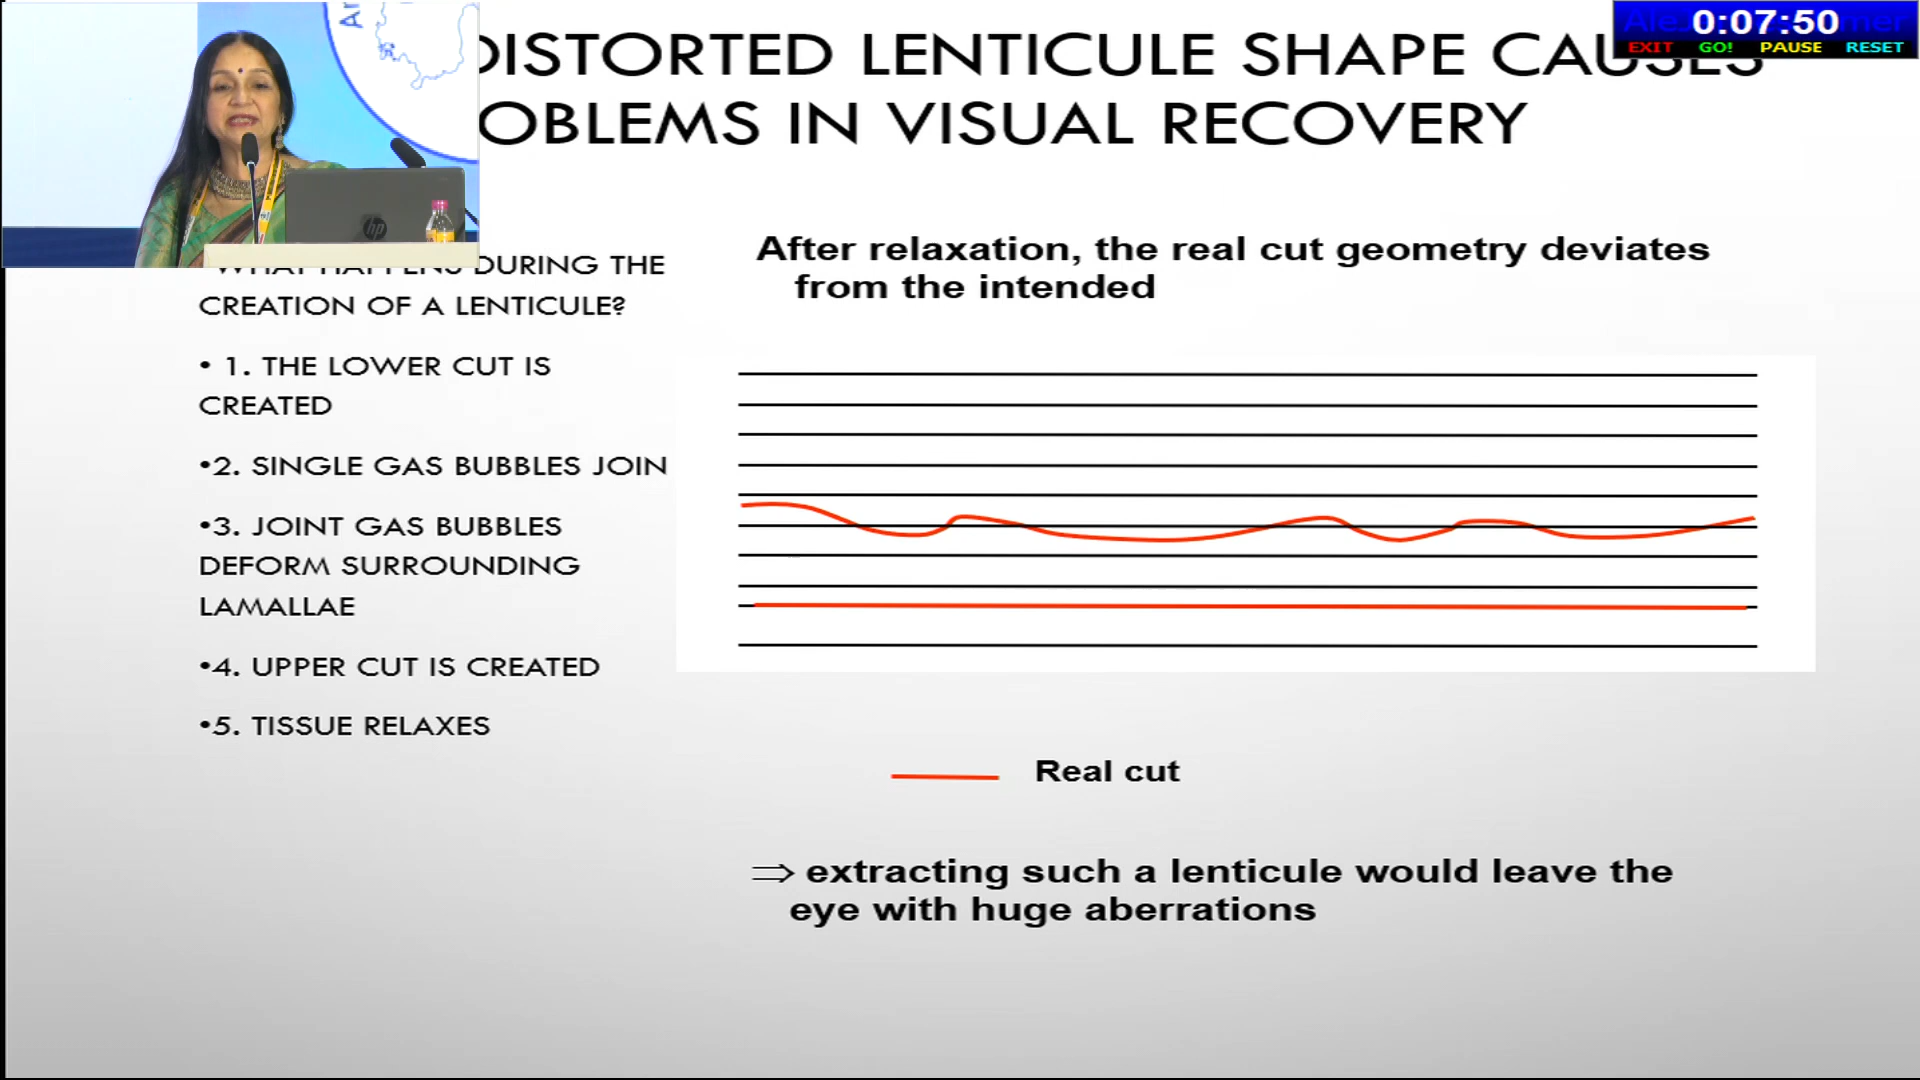 0:07:50
EXIT GO! PAUSE RESET
DISTORTED LENTICULE SHAPE CAUSES
OBLEMS IN VISUAL RECOVERY
WHAT HAPPENS DURING THE
CREATION OF A LENTICULE?
• 1. THE LOWER CUT IS
CREATED
•2. SINGLE GAS BUBBLES JOIN
•3. JOINT GAS BUBBLES
DEFORM SURROUNDING
LAMALLAE
•4. UPPER CUT IS CREATED
•5. TISSUE RELAXES
After relaxation, the real cut geometry deviates
from the intended
Real cut
⇒ extracting such a lenticule would leave the
eye with huge aberrations
hp